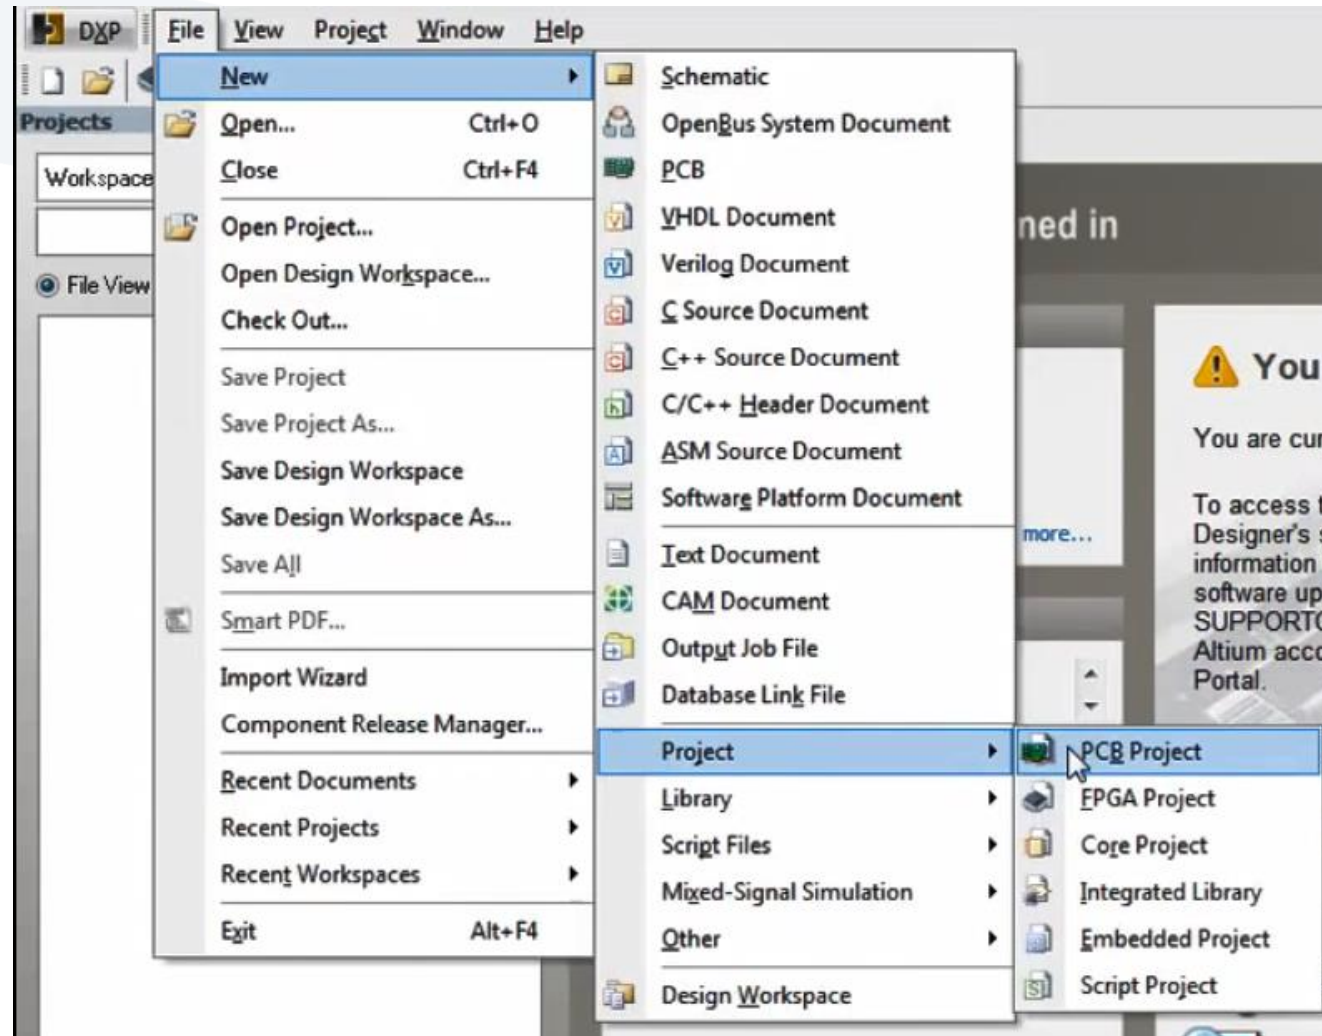 DXP File View Project Window Help
Projects
Workspace
File View
New
Open... Ctrl+O
Close Ctrl+F4
Open Project...
Open Design Workspace...
Check Out...
Save Project
Save Project As...
Save Design Workspace
Save Design Workspace As...
Save All
Smart PDF...
Import Wizard
Component Release Manager...
Recent Documents
Recent Projects
Recent Workspaces
Exit Alt+F4
Schematic
OpenBus System Document
PCB
VHDL Document
Verilog Document
C Source Document
C++ Source Document
C/C++ Header Document
ASM Source Document
Software Platform Document
Text Document
CAM Document
Output Job File
Database Link File
Project
Library
Script Files
Mixed-Signal Simulation
Other
Design Workspace
PCB Project
FPGA Project
Core Project
Integrated Library
Embedded Project
Script Project
ned in
more...
You
You are cur
To access f
Designer's s
information
software up
SUPPORTC
Altium acco
Portal.